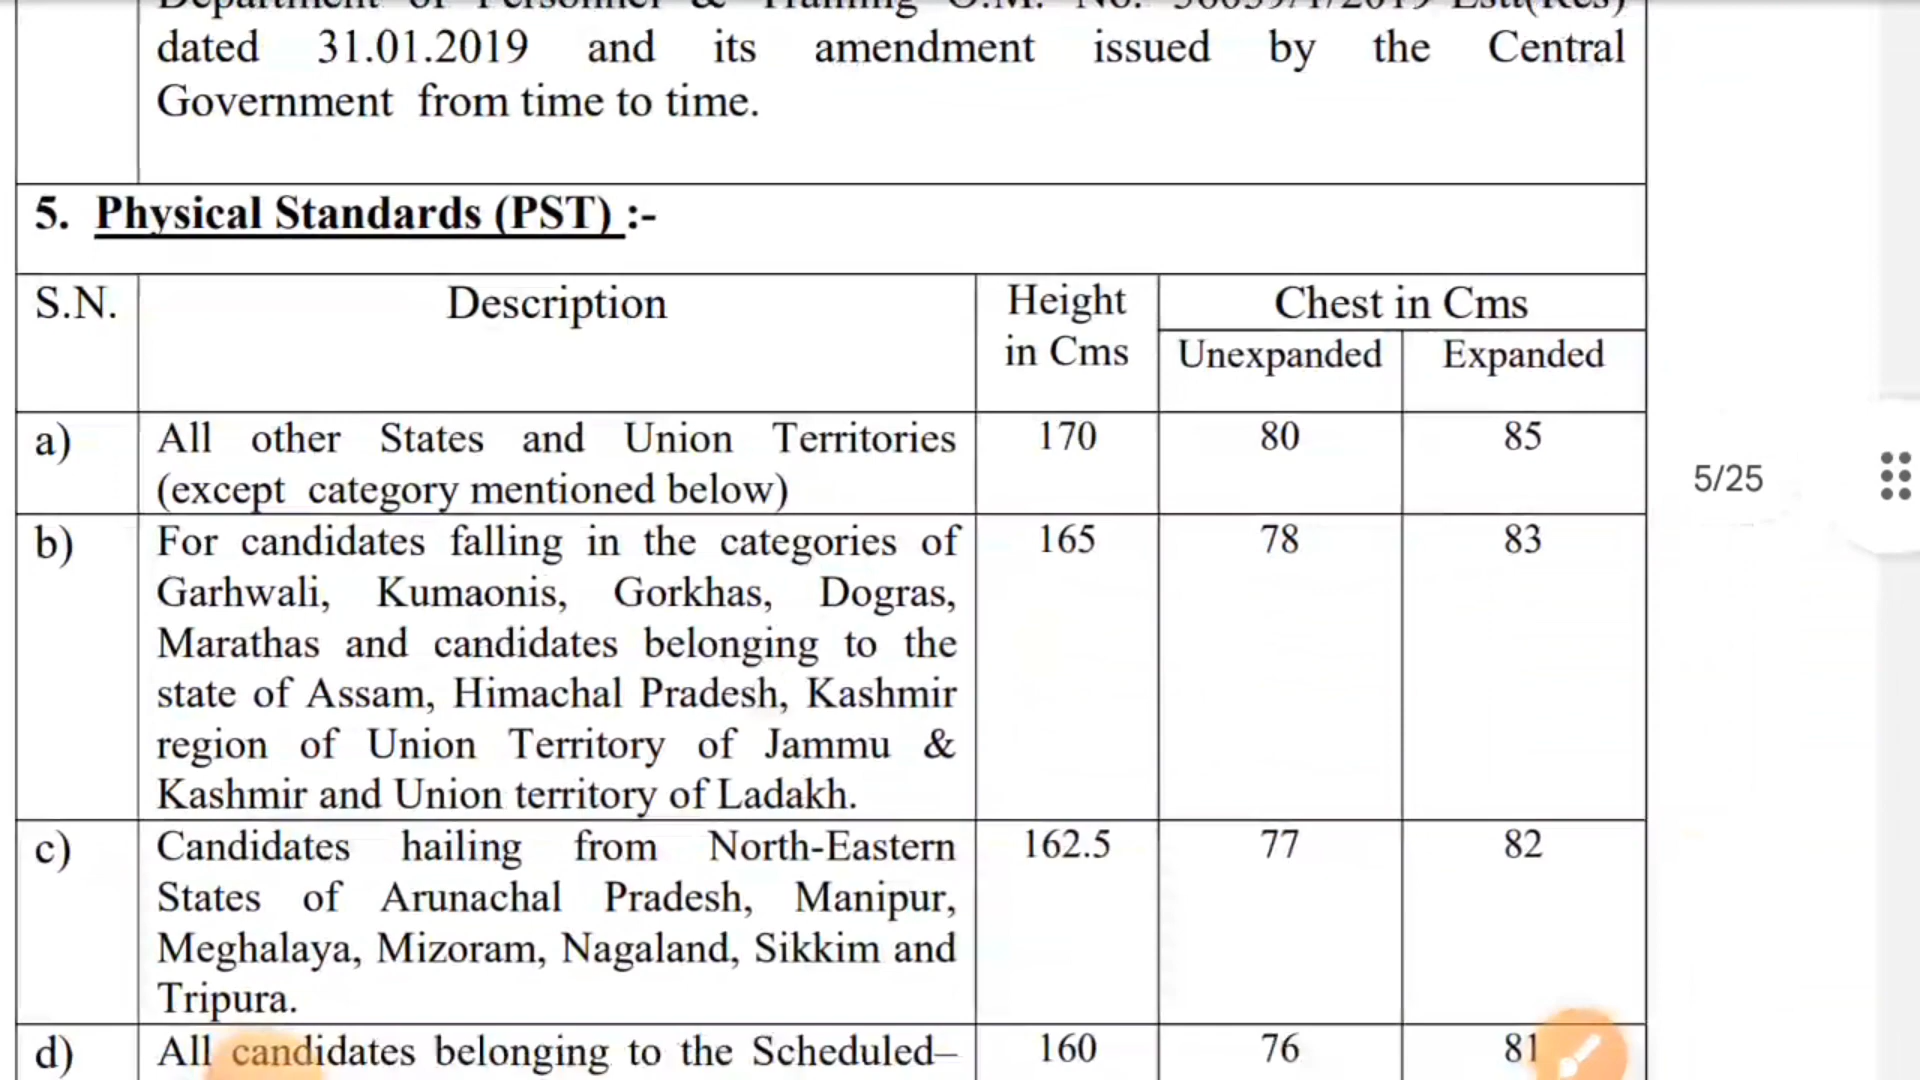 dated 31.01.2019 and its amendment issued by the Central
Government from time to time.
5. Physical Standards (PST) :-
S.N.
Description
Height
in Cms
Chest in Cms
Unexpanded
Expanded
a)
All other States and Union Territories
(except category mentioned below)
170
80
85
b)
For candidates falling in the categories of
Garhwali, Kumaonis, Gorkhas, Dogras,
Marathas and candidates belonging to the
state of Assam, Himachal Pradesh, Kashmir
region of Union Territory of Jammu &
Kashmir and Union territory of Ladakh.
165
78
83
c)
Candidates hailing from North-Eastern
States of Arunachal Pradesh, Manipur,
Meghalaya, Mizoram, Nagaland, Sikkim and
Tripura.
162.5
77
82
d)
All candidates belonging to the Scheduled–
160
76
81
5/25